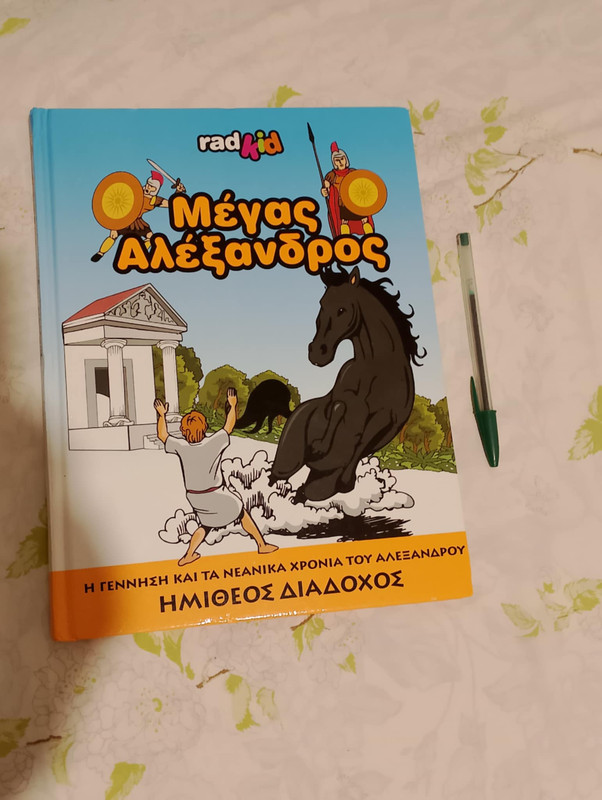 radkid
Μέγας
Αλέξανδρος
Η ΓΕΝΝΗΣΗ ΚΑΙ ΤΑ ΝΕΑΝΙΚΑ ΧΡΟΝΙΑ ΤΟΥ ΑΛΕΞΑΝΔΡΟΥ
ΗΜΙΘΕΟΣ ΔΙΑΔΟΧΟΣ